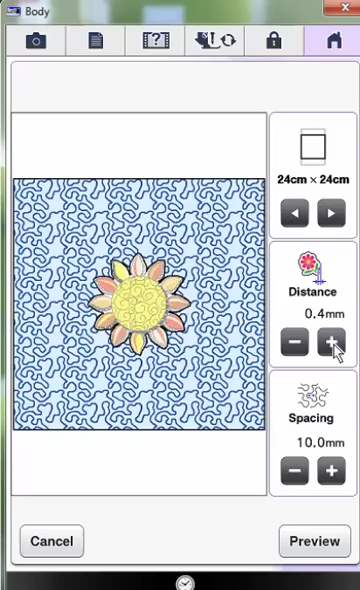 Body
?
24cm × 24cm
Distance
0.4mm
Spacing
10.0mm
Cancel
Preview